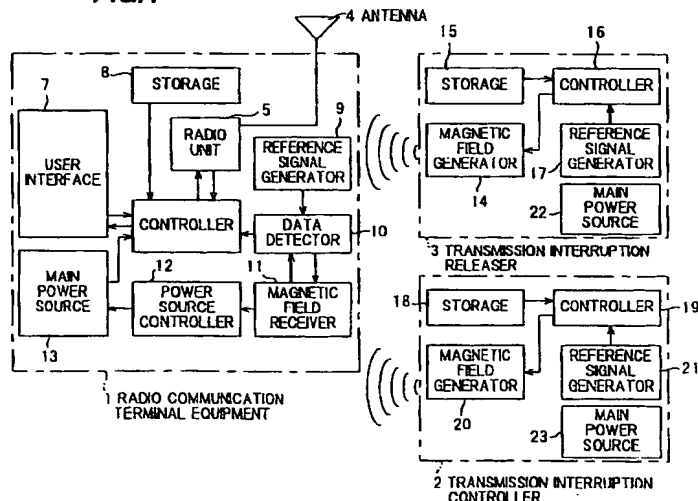 4 ANTENNA
8
STORAGE
7
5
RADIO
UNIT
9
REFERENCE
SIGNAL
GENERATOR
USER
INTERFACE
CONTROLLER
DATA
DETECTOR
10
12
11
MAIN
POWER
SOURCE
POWER
SOURCE
CONTROLLER
MAGNETIC
FIELD
RECEIVER
13
1 RADIO COMMUNICATION
TERMINAL EQUIPMENT
15
16
STORAGE
CONTROLLER
MAGNETIC
FIELD
GENERATOR
REFERENCE
SIGNAL
GENERATOR
14
17
22
MAIN
POWER
SOURCE
3 TRANSMISSION INTERRUPTION
RELEASER
18
STORAGE
CONTROLLER
19
MAGNETIC
FIELD
GENERATOR
REFERENCE
SIGNAL
GENERATOR
21
20
23
MAIN
POWER
SOURCE
2 TRANSMISSION INTERRUPTION
CONTROLLER